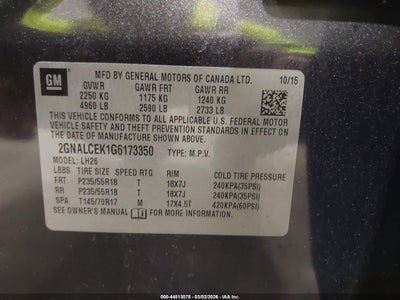 GM
MFD BY GENERAL MOTORS OF CANADA LTD. 10/15
GVWR GAWR FRT GAWR RR
2250 KG 1175 KG 1240 KG
4960 LB 2590 LB 2733 LB
THIS VEHICLE CONFORMS TO ALL APPLICABLE U.S. FEDERAL MOTOR
VEHICLE SAFETY, BUMPER, AND THEFT PREVENTION STANDARDS
IN EFFECT ON THE DATE OF MANUFACTURE SHOWN ABOVE.
2GNALCEK1G6173350 TYPE: M.P.V.
MODEL: LH26
LBBS TIRE SIZE SPEED RTG RIM COLD TIRE PRESSURE
FRT P235/55R18 T 18X7J 240KPA(35PSI)
RR P235/55R18 T 18X7J 240KPA(35PSI)
SPA T145/70R17 M 17X4.5T 420KPA(60PSI)
SEE OWNER'S MANUAL FOR MORE INFORMATION.
*** 000-44513078 - 03/02/2026 - 000 ***